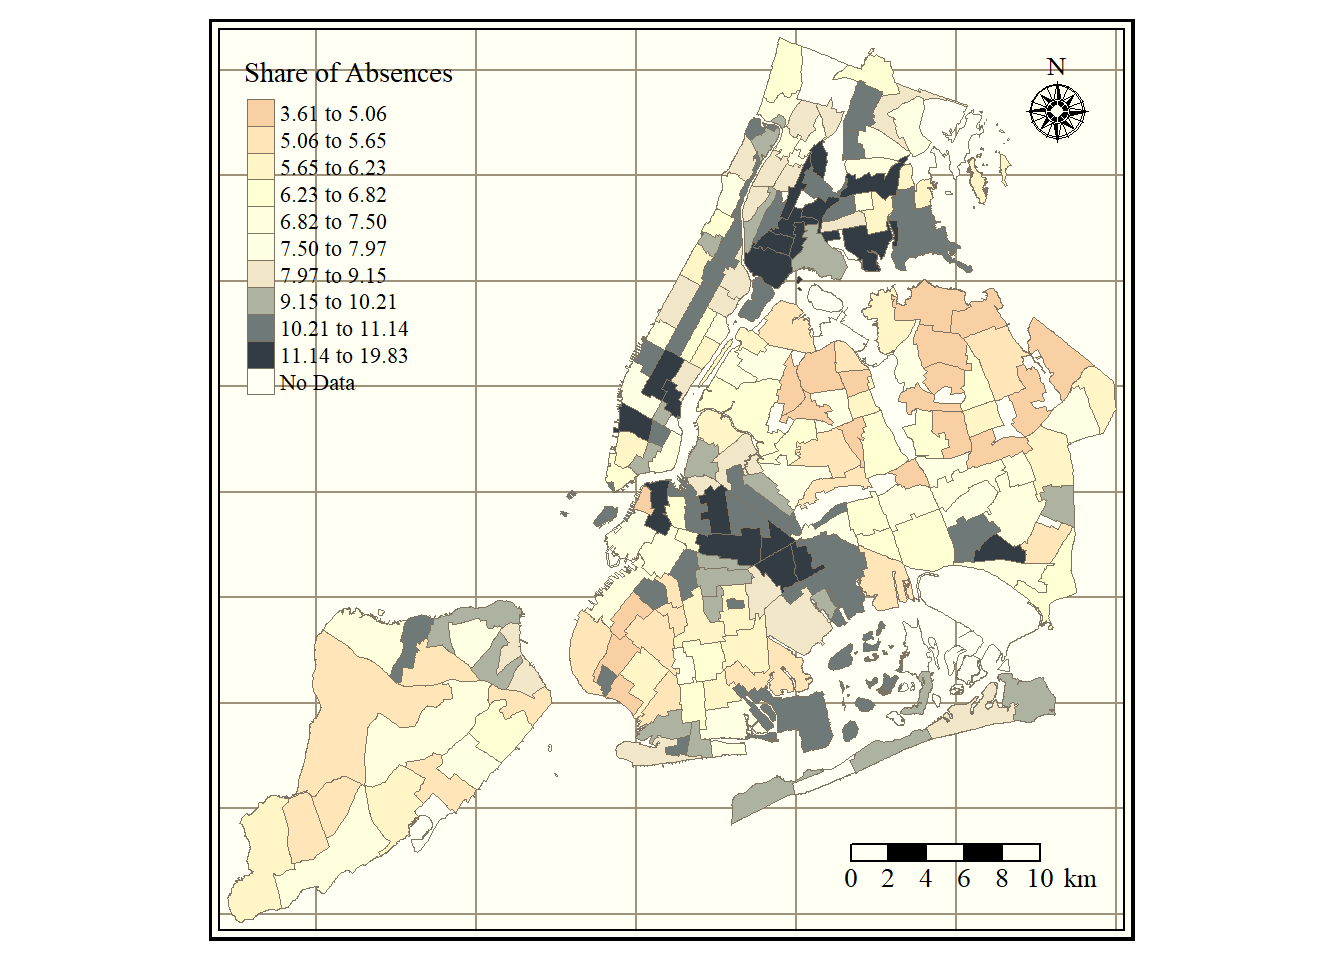 Share of Absences
3.61 to 5.06
5.06 to 5.65
5.65 to 6.23
6.23 to 6.82
6.82 to 7.50
7.50 to 7.97
7.97 to 9.15
9.15 to 10.21
10.21 to 11.14
11.14 to 19.83
No Data
N
0 2 4 6 8 10 km